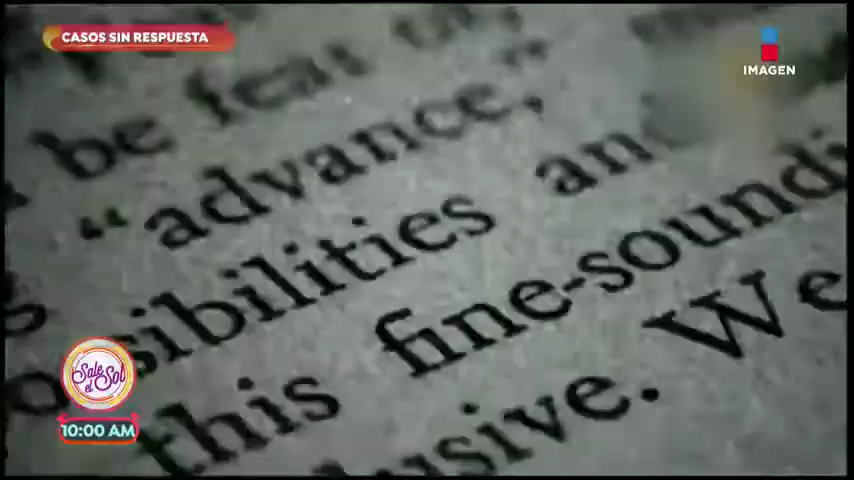 CASOS SIN RESPUESTA
IMAGEN
be fear
"advance,"
sibilities an
this fine-soundi
usive. We
Sale el Sol
10:00 AM